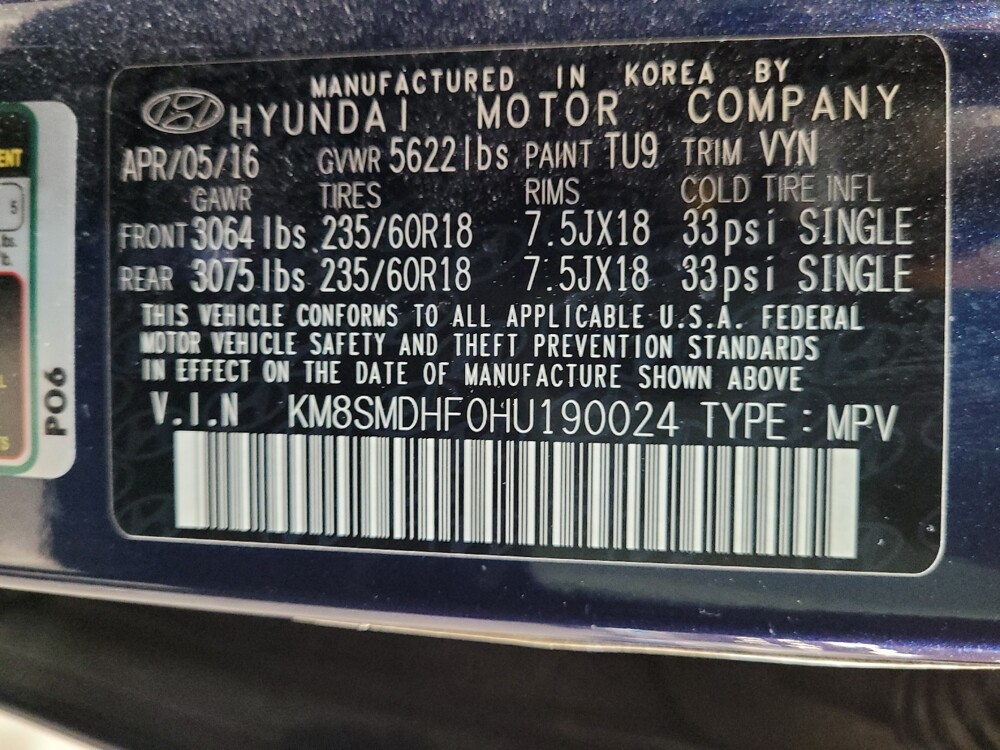 MANUFACTURED IN KOREA BY
HYUNDAI MOTOR COMPANY
APR/05/16 GVWR 5622lbs PAINT TU9 TRIM VYN
GAWR TIRES RIMS COLD TIRE INFL
FRONT 3064lbs 235/60R18 7.5JX18 33psi SINGLE
REAR 3075lbs 235/60R18 7.5JX18 33psi SINGLE
THIS VEHICLE CONFORMS TO ALL APPLICABLE U.S.A. FEDERAL
MOTOR VEHICLE SAFETY AND THEFT PREVENTION STANDARDS
IN EFFECT ON THE DATE OF MANUFACTURE SHOWN ABOVE
V.I.N KM8SMDHF0HU190024 TYPE : MPV
P06
5